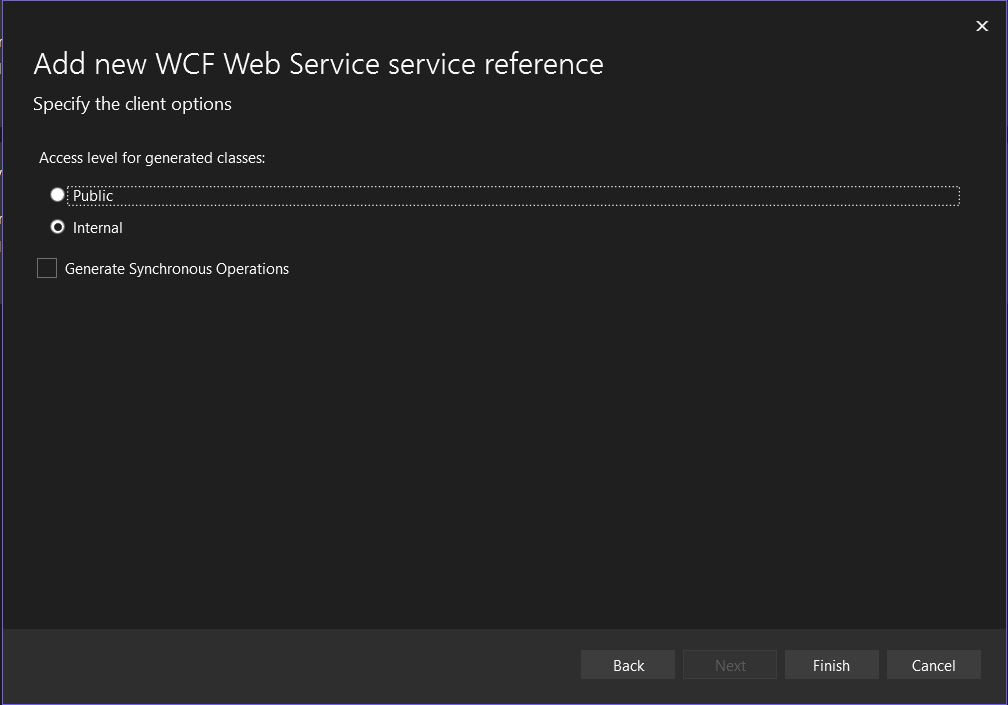 Add new WCF Web Service service reference
Specify the client options
Access level for generated classes:
Public
Internal
Generate Synchronous Operations
Back Next Finish Cancel